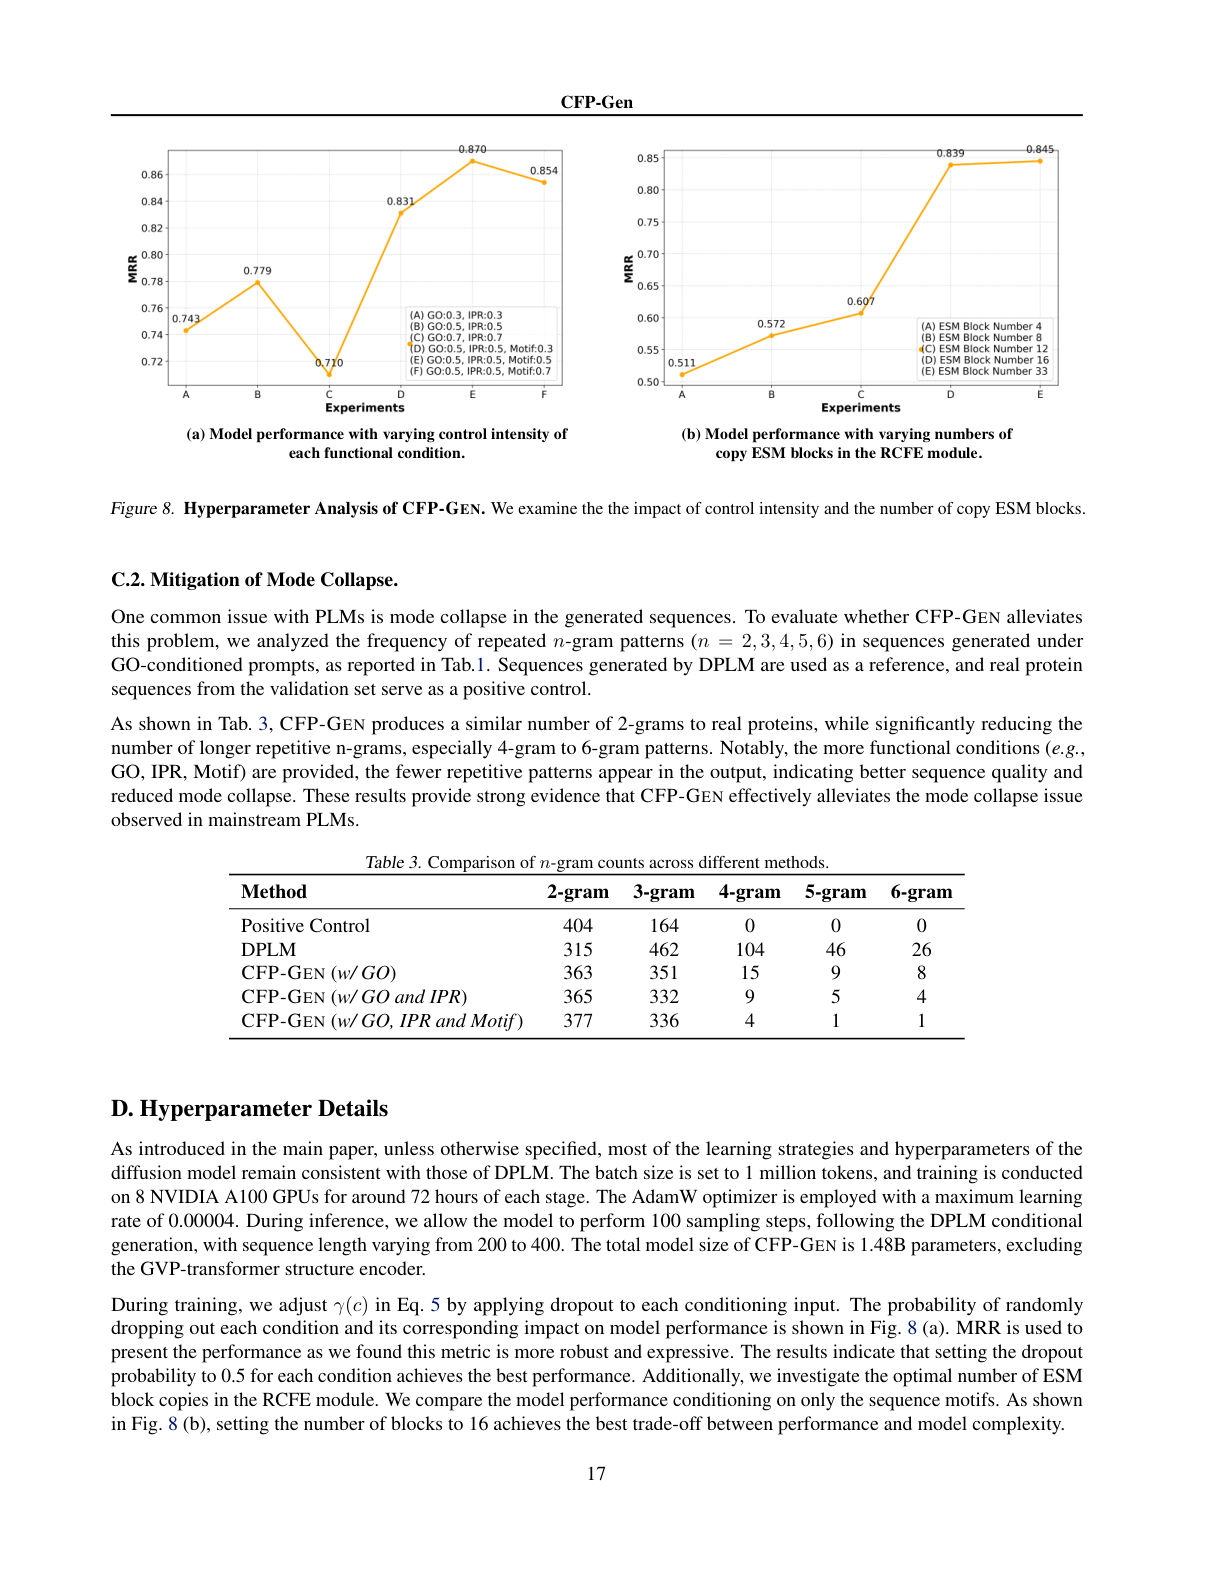 CFP-Gen
0.86
0.84
0.82
0.80
0.78
0.76
0.74
0.72
MRR
0.743
0.779
0.710
0.831
0.870
0.854
(A) GO:0.3, IPR:0.3
(B) GO:0.5, IPR:0.5
(C) GO:0.7, IPR:0.7
(D) GO:0.5, IPR:0.5, Motif:0.3
(E) GO:0.5, IPR:0.5, Motif:0.5
(F) GO:0.5, IPR:0.5, Motif:0.7
A B C D E F
Experiments
(a) Model performance with varying control intensity of
each functional condition.
0.85
0.80
0.75
0.70
0.65
0.60
0.55
0.50
MRR
0.511
0.572
0.607
0.839
0.845
(A) ESM Block Number 4
(B) ESM Block Number 8
(C) ESM Block Number 12
(D) ESM Block Number 16
(E) ESM Block Number 33
A B C D E
Experiments
(b) Model performance with varying numbers of
copy ESM blocks in the RCFE module.
Figure 8. Hyperparameter Analysis of CFP-GEN. We examine the the impact of control intensity and the number of copy ESM blocks.
C.2. Mitigation of Mode Collapse.
One common issue with PLMs is mode collapse in the generated sequences. To evaluate whether CFP-GEN alleviates
this problem, we analyzed the frequency of repeated n-gram patterns (n = 2, 3, 4, 5, 6) in sequences generated under
GO-conditioned prompts, as reported in Tab.1. Sequences generated by DPLM are used as a reference, and real protein
sequences from the validation set serve as a positive control.
As shown in Tab. 3, CFP-GEN produces a similar number of 2-grams to real proteins, while significantly reducing the
number of longer repetitive n-grams, especially 4-gram to 6-gram patterns. Notably, the more functional conditions (e.g.,
GO, IPR, Motif) are provided, the fewer repetitive patterns appear in the output, indicating better sequence quality and
reduced mode collapse. These results provide strong evidence that CFP-GEN effectively alleviates the mode collapse issue
observed in mainstream PLMs.
Table 3. Comparison of n-gram counts across different methods.
Method 2-gram 3-gram 4-gram 5-gram 6-gram
Positive Control 404 164 0 0 0
DPLM 315 462 104 46 26
CFP-GEN (w/ GO) 363 351 15 9 8
CFP-GEN (w/ GO and IPR) 365 332 9 5 4
CFP-GEN (w/ GO, IPR and Motif) 377 336 4 1 1
D. Hyperparameter Details
As introduced in the main paper, unless otherwise specified, most of the learning strategies and hyperparameters of the
diffusion model remain consistent with those of DPLM. The batch size is set to 1 million tokens, and training is conducted
on 8 NVIDIA A100 GPUs for around 72 hours of each stage. The AdamW optimizer is employed with a maximum learning
rate of 0.00004. During inference, we allow the model to perform 100 sampling steps, following the DPLM conditional
generation, with sequence length varying from 200 to 400. The total model size of CFP-GEN is 1.48B parameters, excluding
the GVP-transformer structure encoder.
During training, we adjust γ(c) in Eq. 5 by applying dropout to each conditioning input. The probability of randomly
dropping out each condition and its corresponding impact on model performance is shown in Fig. 8 (a). MRR is used to
present the performance as we found this metric is more robust and expressive. The results indicate that setting the dropout
probability to 0.5 for each condition achieves the best performance. Additionally, we investigate the optimal number of ESM
block copies in the RCFE module. We compare the model performance conditioning on only the sequence motifs. As shown
in Fig. 8 (b), setting the number of blocks to 16 achieves the best trade-off between performance and model complexity.
17